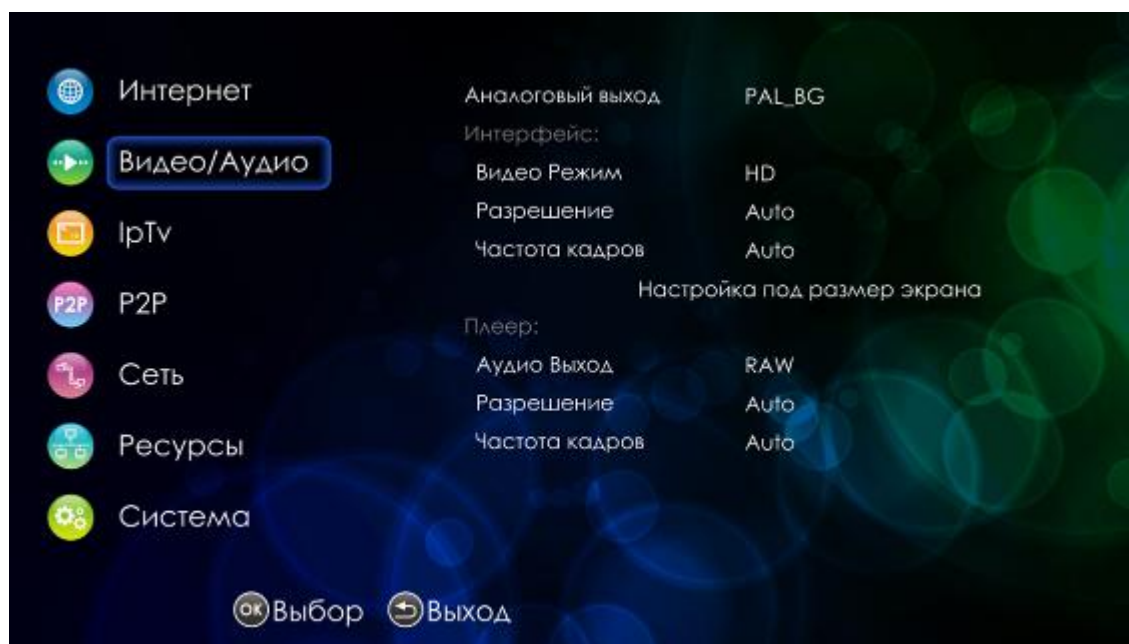 Интернет
Видео/Аудио
IpTv
P2P P2P
Сеть
Ресурсы
Система
Аналоговый выход PAL_BG
Интерфейс:
Видео Режим HD
Разрешение Auto
Частота кадров Auto
Настройка под размер экрана
Плеер:
Аудио Выход RAW
Разрешение Auto
Частота кадров Auto
OK Выбор Выход